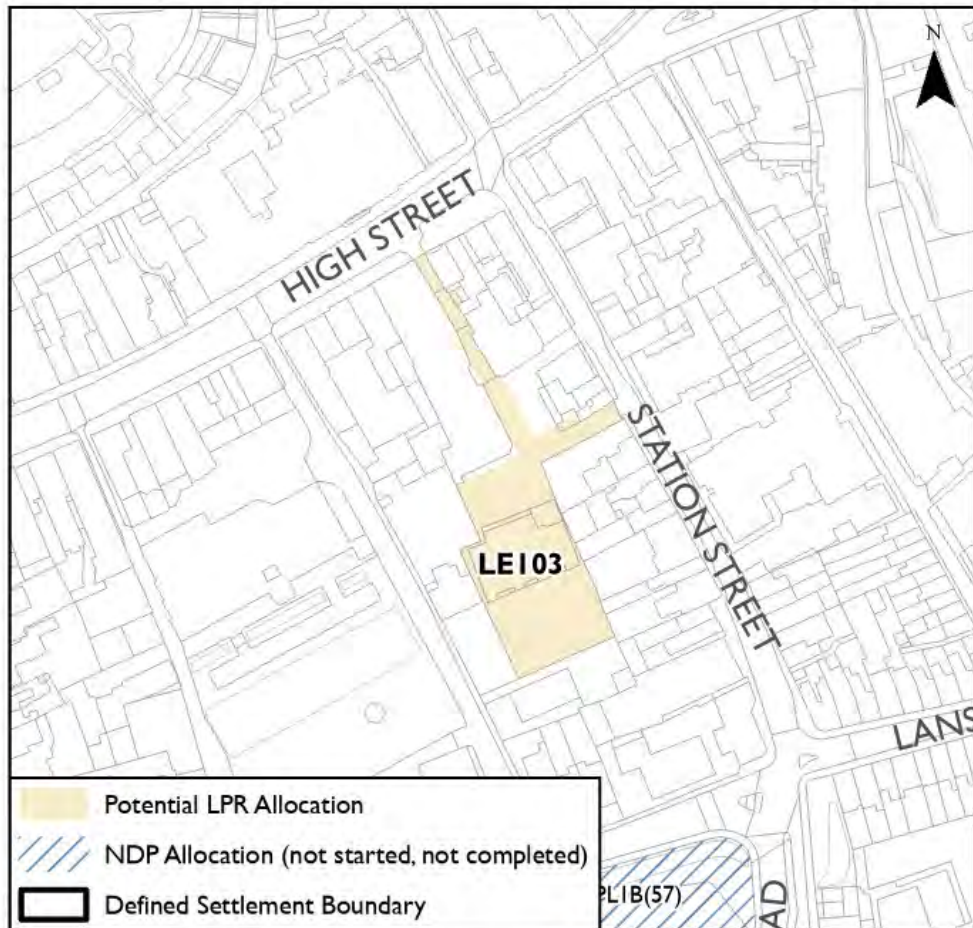 N
HIGH STREET
STATION STREET
LE103
LANS
Potential LPR Allocation
NDP Allocation (not started, not completed)
PL1B(57)
AD
Defined Settlement Boundary